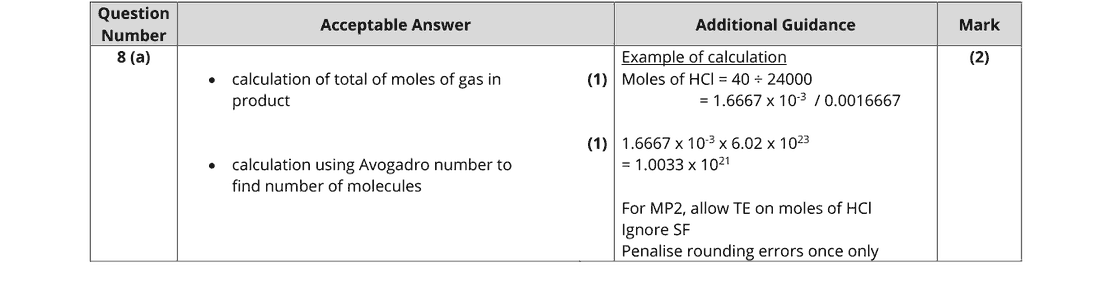 Question Number
Acceptable Answer
Additional Guidance
Mark
8 (a)
• calculation of total of moles of gas in
product
(1)
• calculation using Avogadro number to
find number of molecules
(1)
Example of calculation
Moles of HCl = 40 ÷ 24000
= 1.6667 x 10⁻³ / 0.0016667
1.6667 x 10⁻³ x 6.02 x 10²³
= 1.0033 x 10²¹
For MP2, allow TE on moles of HCl
Ignore SF
Penalise rounding errors once only
(2)